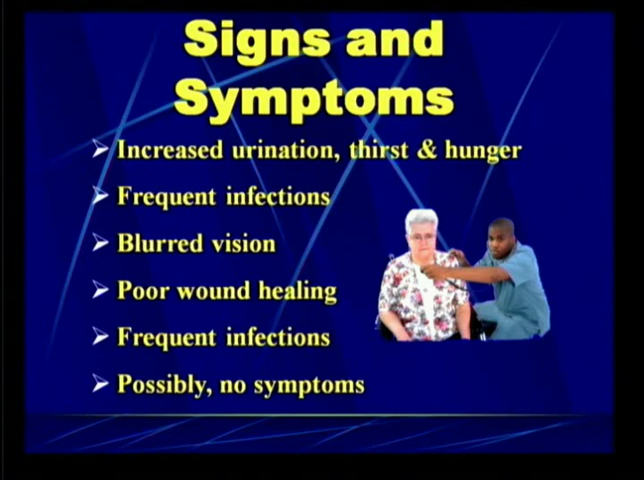 Signs and
Symptoms
Increased urination, thirst & hunger
Frequent infections
Blurred vision
Poor wound healing
Frequent infections
Possibly, no symptoms